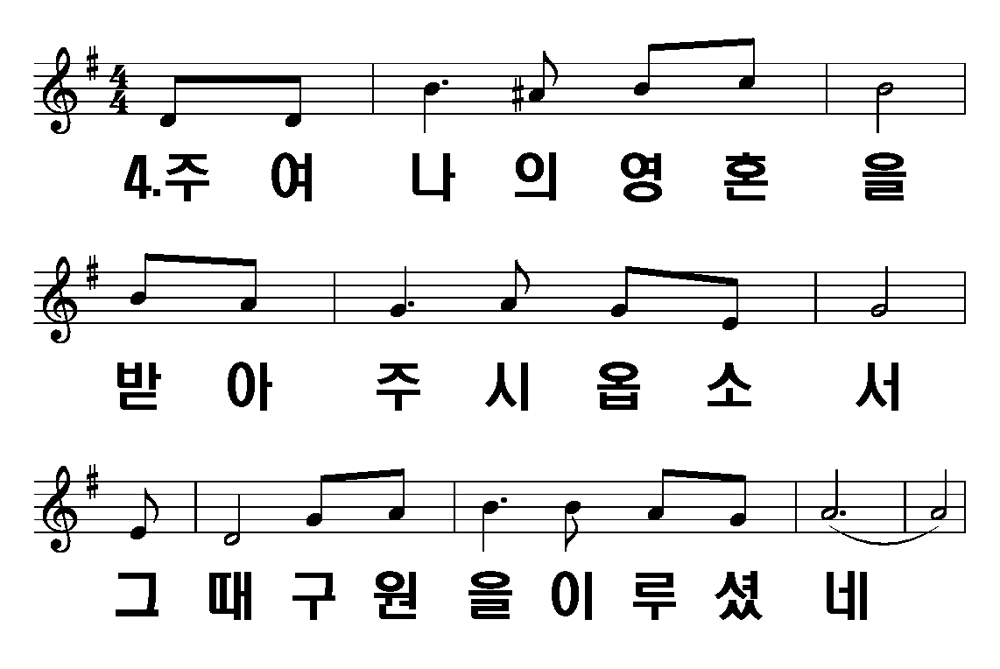 4.주 여 나 의 영 혼 을
받 아 주 시 옵 소 서
그 때 구 원 을 이 루 셨 네